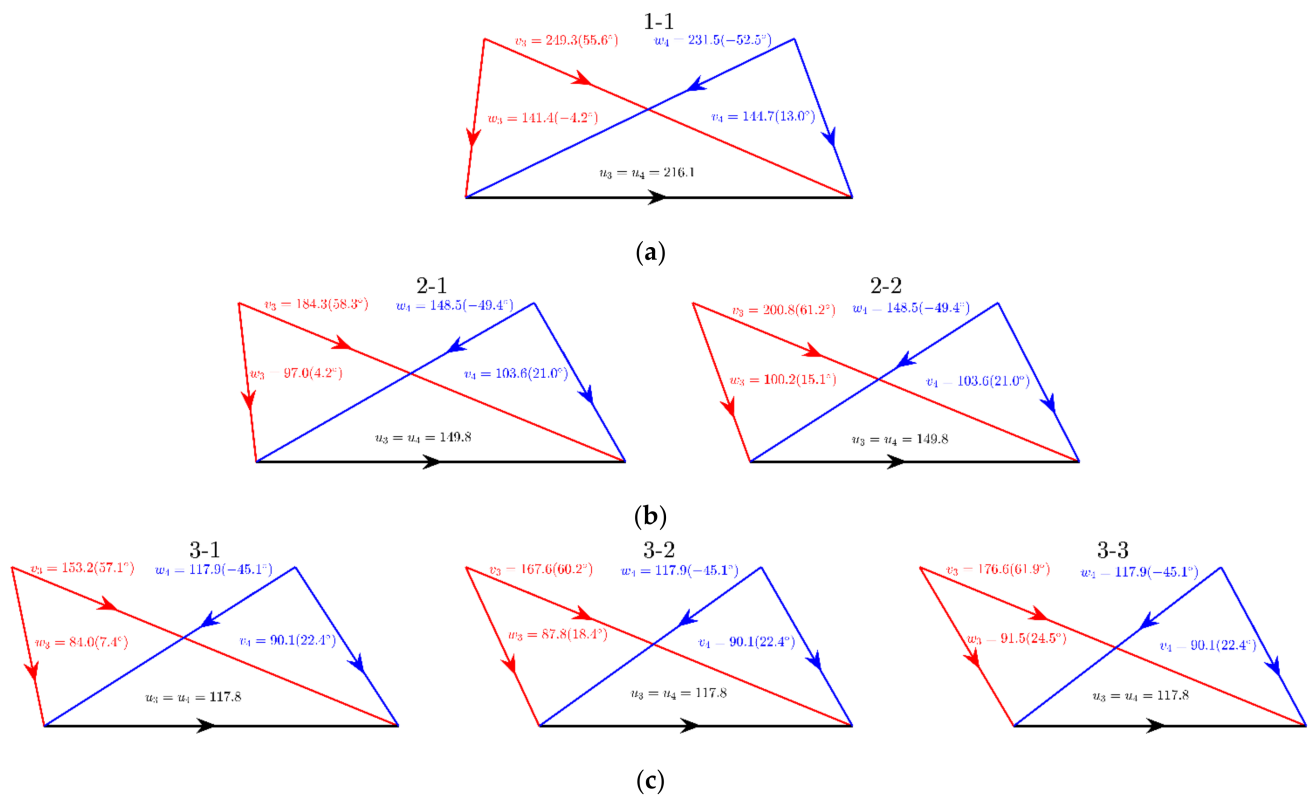 1-1
v₃ = 249.3(55.6°) w₄ = 231.5(−52.5°)
w₃ = 141.4(−4.2°) v₄ = 144.7(13.0°)
u₃ = u₄ = 216.1
(a)
2-1 2-2
v₃ = 184.3(58.3°) w₄ = 148.5(−49.4°) v₃ = 200.8(61.2°) w₄ = 148.5(−49.4°)
w₃ = 97.0(4.2°) v₄ = 103.6(21.0°) w₃ = 100.2(15.1°) v₄ = 103.6(21.0°)
u₃ = u₄ = 149.8 u₃ = u₄ = 149.8
(b)
3-1 3-2 3-3
v₃ = 153.2(57.1°) w₄ = 117.9(−45.1°) v₃ = 167.6(60.2°) w₄ = 117.9(−45.1°) v₃ = 176.6(61.9°) w₄ = 117.9(−45.1°)
w₃ = 84.0(7.4°) v₄ = 90.1(22.4°) w₃ = 87.8(18.4°) v₄ = 90.1(22.4°) w₃ = 91.5(24.5°) v₄ = 90.1(22.4°)
u₃ = u₄ = 117.8 u₃ = u₄ = 117.8 u₃ = u₄ = 117.8
(c)